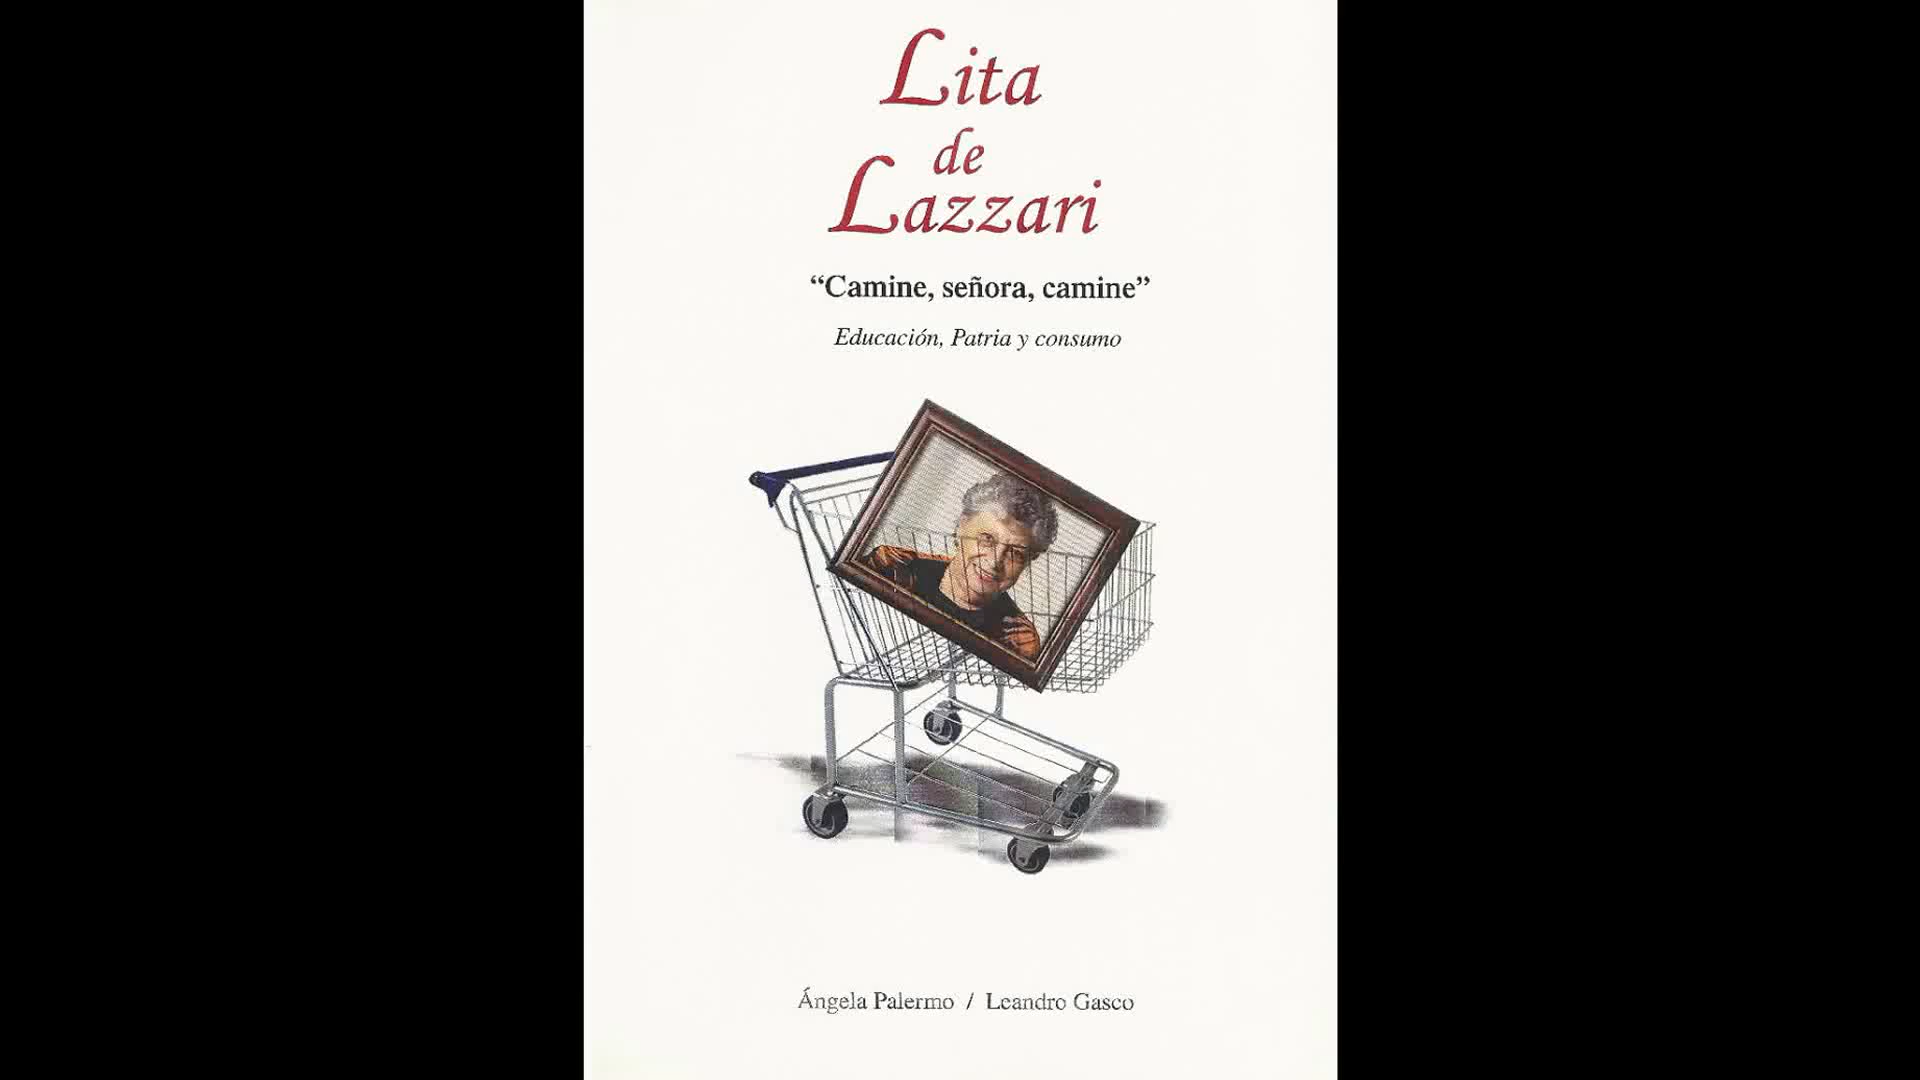 Lita
de
Lazzari
“Camine, señora, camine”
Educación, Patria y consumo
Ángela Palermo / Leandro Gasco